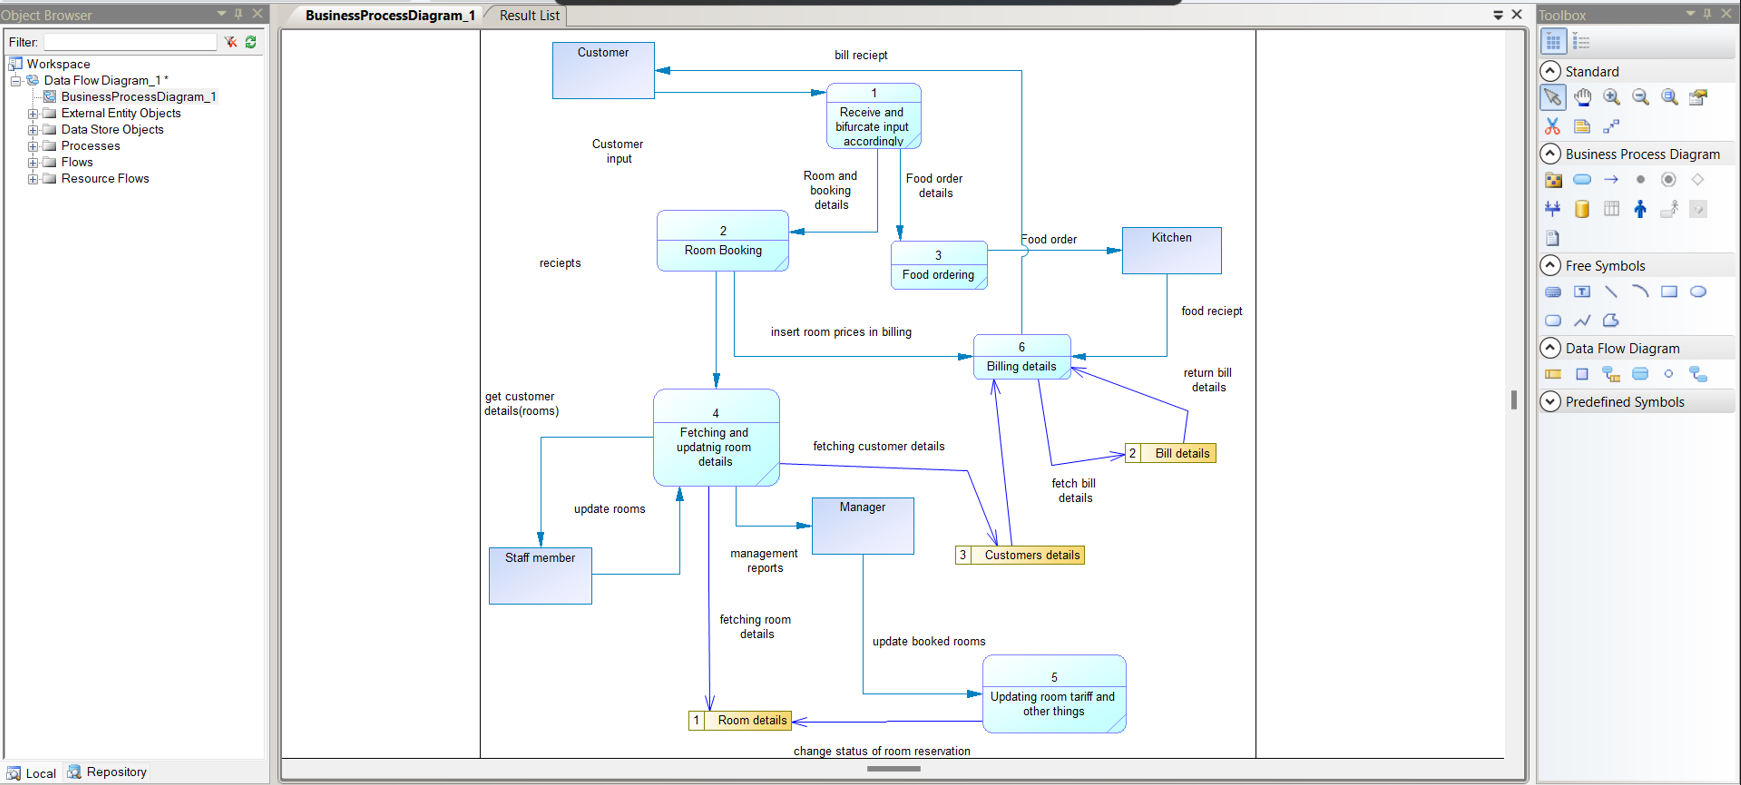 Object Browser
Filter:
Workspace
Data Flow Diagram_1 *
BusinessProcessDiagram_1
External Entity Objects
Data Store Objects
Processes
Flows
Resource Flows
Local
Repository
BusinessProcessDiagram_1
Result List
Customer
bill reciept
1
Receive and
bifurcate input
accordingly
Customer
input
Room and
booking
details
Food order
details
2
Room Booking
3
Food ordering
Food order
Kitchen
reciepts
food reciept
insert room prices in billing
6
Billing details
return bill
details
get customer
details(rooms)
4
Fetching and
updatnig room
details
fetching customer details
2
Bill details
fetch bill
details
update rooms
Manager
management
reports
3
Customers details
Staff member
fetching room
details
update booked rooms
5
Updating room tariff and
other things
1
Room details
change status of room reservation
Toolbox
Standard
Business Process Diagram
Free Symbols
Data Flow Diagram
Predefined Symbols